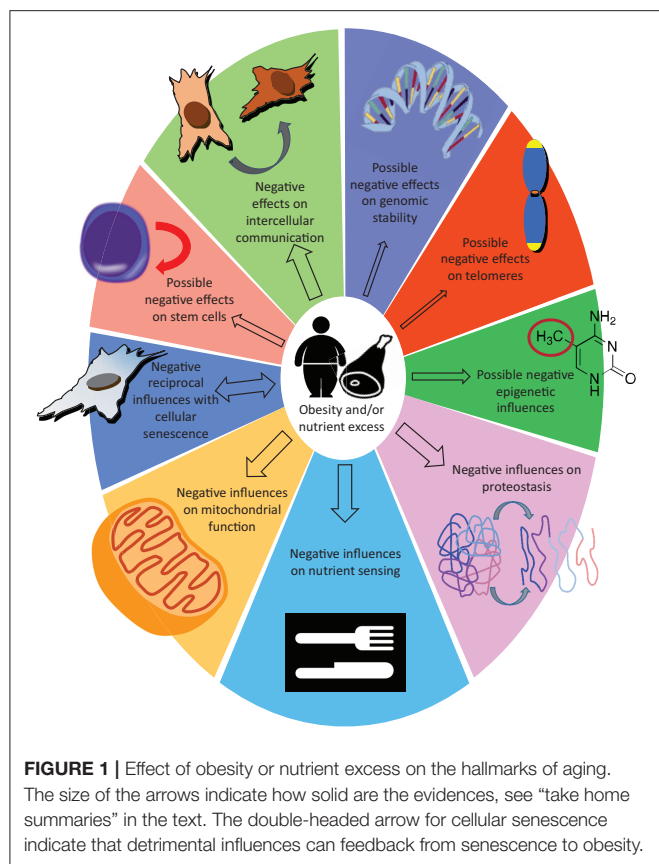 Negative
effects on
intercellular
communication
Possible
negative effects
on genomic
stability
Possible
negative effects
on telomeres
NH₂
H₃C
N
N
H
O
Possible negative
epigenetic
influences
Possible
negative effects
on stem cells
Negative
reciprocal
influences with
cellular
senescence
Obesity and/or
nutrient excess
Negative influences on
proteostasis
Negative influences
on mitochondrial
function
Negative influences
on nutrient sensing
FIGURE 1 | Effect of obesity or nutrient excess on the hallmarks of aging.
The size of the arrows indicate how solid are the evidences, see “take home
summaries” in the text. The double-headed arrow for cellular senescence
indicate that detrimental influences can feedback from senescence to obesity.